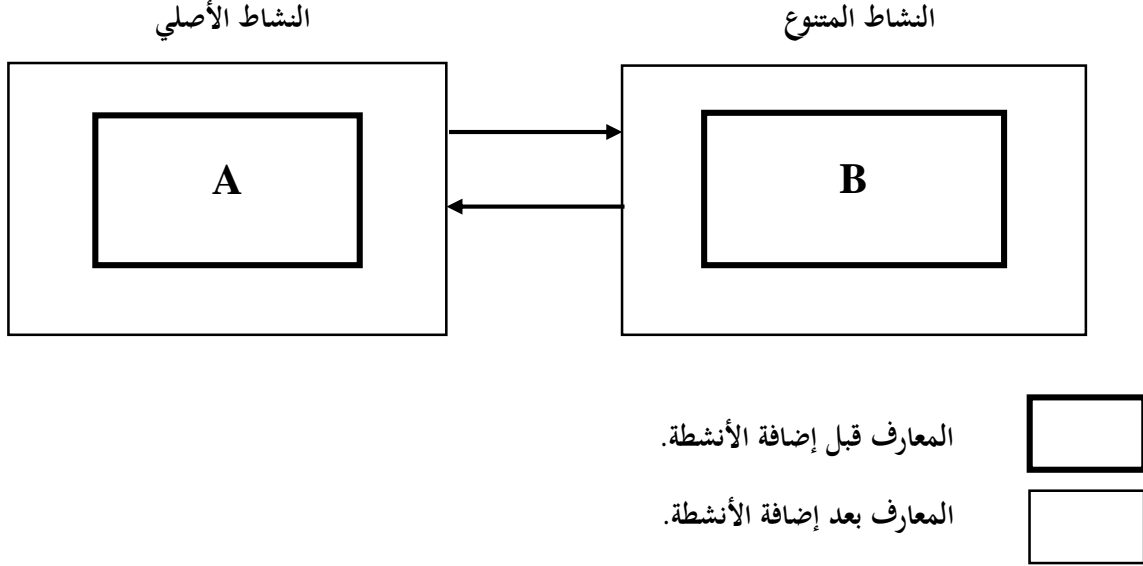 النشاط المتنوع
النشاط الأصلي
A
B
المعارف قبل إضافة الأنشطة.
المعارف بعد إضافة الأنشطة.